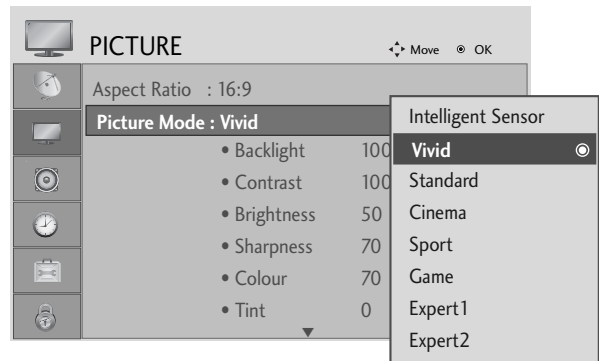 PICTURE
Move OK
Aspect Ratio : 16:9
Picture Mode : Vivid
• Backlight 100
• Contrast 100
• Brightness 50
• Sharpness 70
• Colour 70
• Tint 0
Intelligent Sensor
Vivid
Standard
Cinema
Sport
Game
Expert1
Expert2